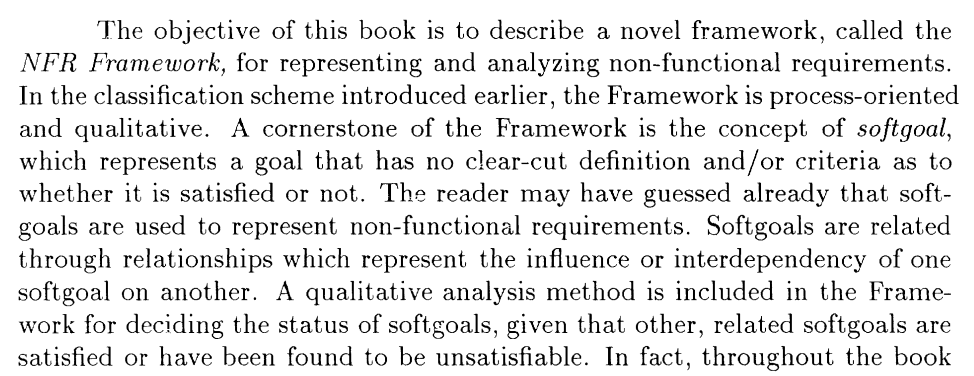 The objective of this book is to describe a novel framework, called the
NFR Framework, for representing and analyzing non-functional requirements.
In the classification scheme introduced earlier, the Framework is process-oriented
and qualitative. A cornerstone of the Framework is the concept of softgoal,
which represents a goal that has no clear-cut definition and/or criteria as to
whether it is satisfied or not. The reader may have guessed already that soft-
goals are used to represent non-functional requirements. Softgoals are related
through relationships which represent the influence or interdependency of one
softgoal on another. A qualitative analysis method is included in the Frame-
work for deciding the status of softgoals, given that other, related softgoals are
satisfied or have been found to be unsatisfiable. In fact, throughout the book